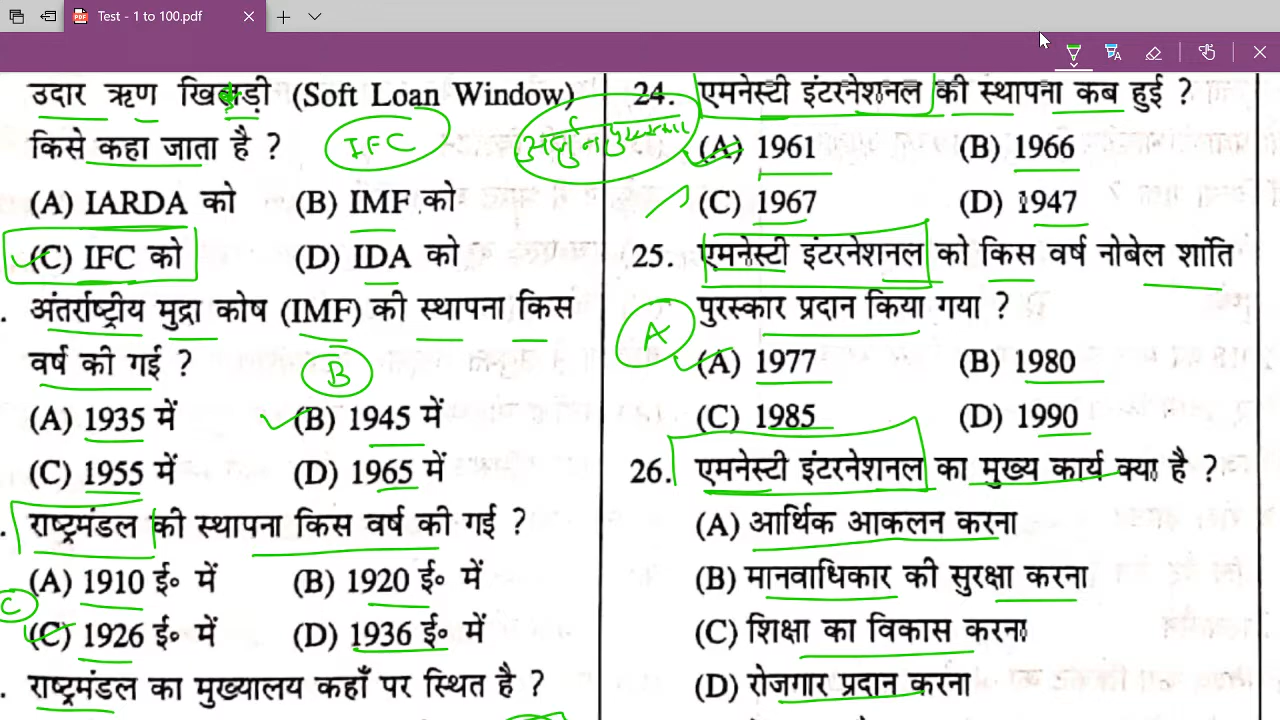 Test - 1 to 100.pdf
उदार ऋण खिड़की (Soft Loan Window)
किसे कहा जाता है ?
IFC
(A) IARDA को (B) IMF को
(C) IFC को (D) IDA को
अंतर्राष्ट्रीय मुद्रा कोष (IMF) की स्थापना किस
वर्ष की गई ?
B
(A) 1935 में (B) 1945 में
(C) 1955 में (D) 1965 में
राष्ट्रमंडल की स्थापना किस वर्ष की गई ?
(A) 1910 ई॰ में (B) 1920 ई॰ में
C
(C) 1926 ई॰ में (D) 1936 ई॰ में
राष्ट्रमंडल का मुख्यालय कहाँ पर स्थित है ?
24. एमनेस्टी इंटरनेशनल की स्थापना कब हुई ?
(A) 1961 (B) 1966
(C) 1967 (D) 1947
25. एमनेस्टी इंटरनेशनल को किस वर्ष नोबेल शांति
पुरस्कार प्रदान किया गया ?
A
(A) 1977 (B) 1980
(C) 1985 (D) 1990
26. एमनेस्टी इंटरनेशनल का मुख्य कार्य क्या है ?
(A) आर्थिक आकलन करना
(B) मानवाधिकार की सुरक्षा करना
(C) शिक्षा का विकास करना
(D) रोजगार प्रदान करना